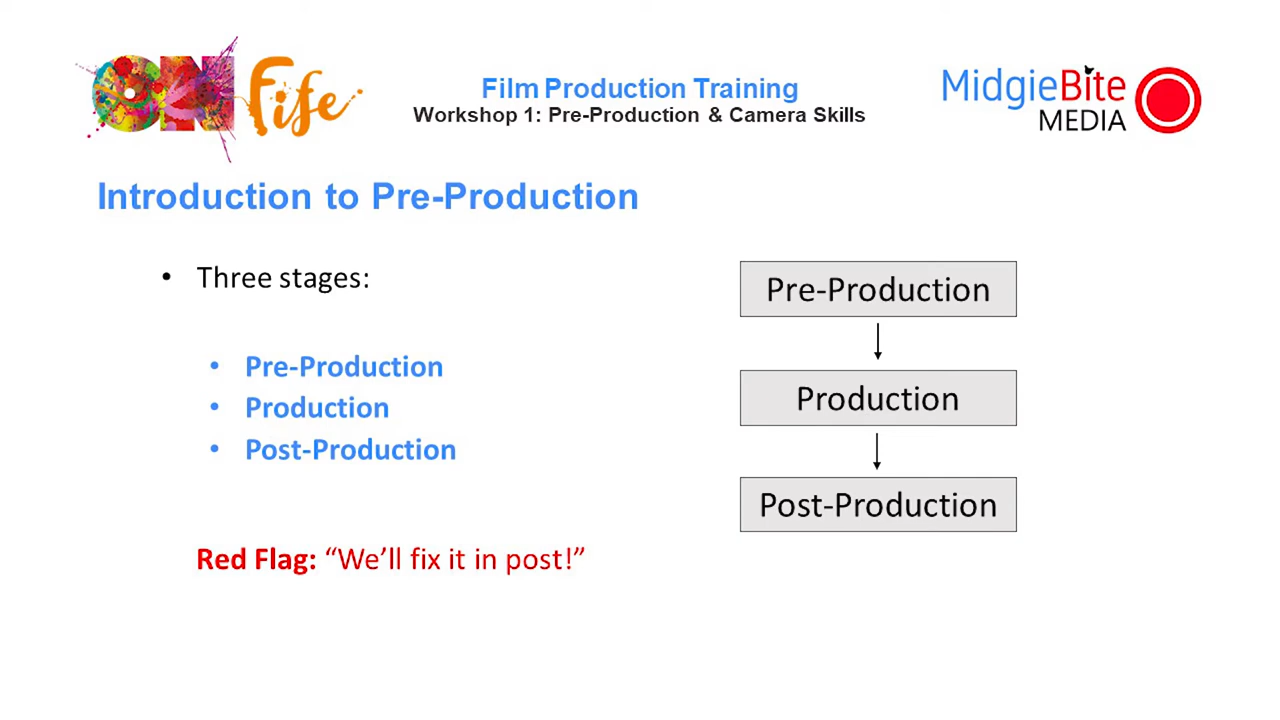 ON Fife
Film Production Training
Workshop 1: Pre-Production & Camera Skills
MidgieBite
MEDIA
Introduction to Pre-Production
• Three stages:
• Pre-Production
• Production
• Post-Production
Red Flag: “We’ll fix it in post!”
Pre-Production
Production
Post-Production